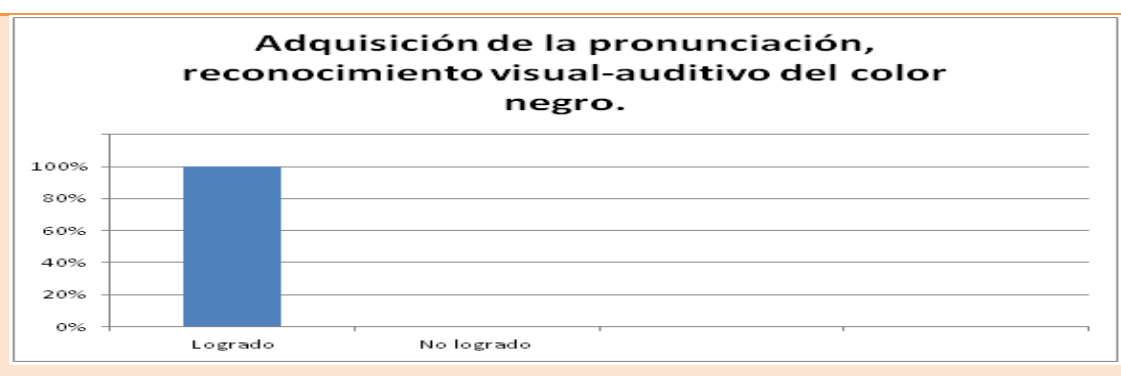 Adquisición de la pronunciación,
reconocimiento visual-auditivo del color
negro.
100%
80%
60%
40%
20%
0%
Logrado
No logrado